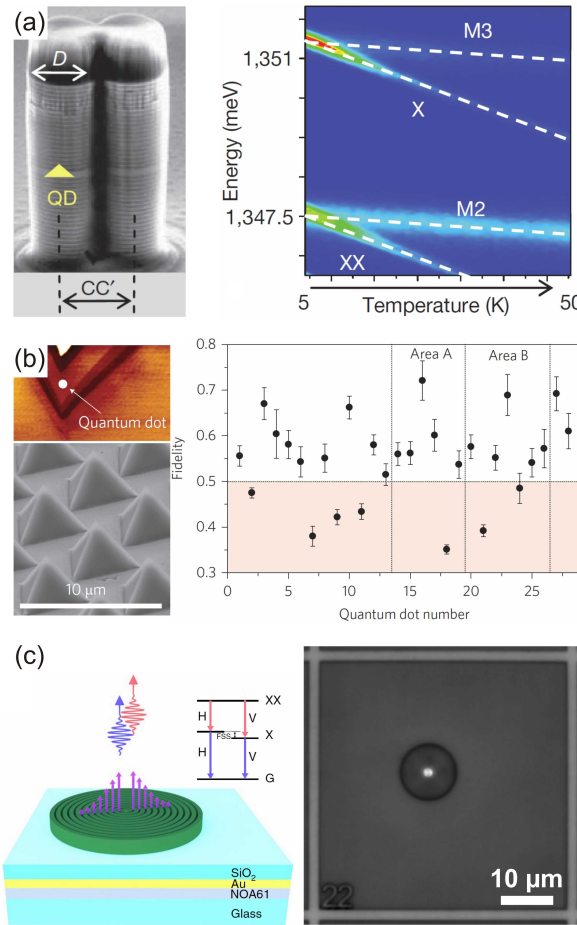 (a)
D
QD
CC′
Energy (meV)
1,351
1,347.5
M3
X
M2
XX
5
Temperature (K)
50
(b)
Quantum dot
10 µm
Fidelity
0.8
0.7
0.6
0.5
0.4
0.3
Area A
Area B
0
5
10
15
20
25
Quantum dot number
(c)
XX
H
V
FSS
X
H
V
G
SiO2
Au
NOA61
Glass
22
10 µm